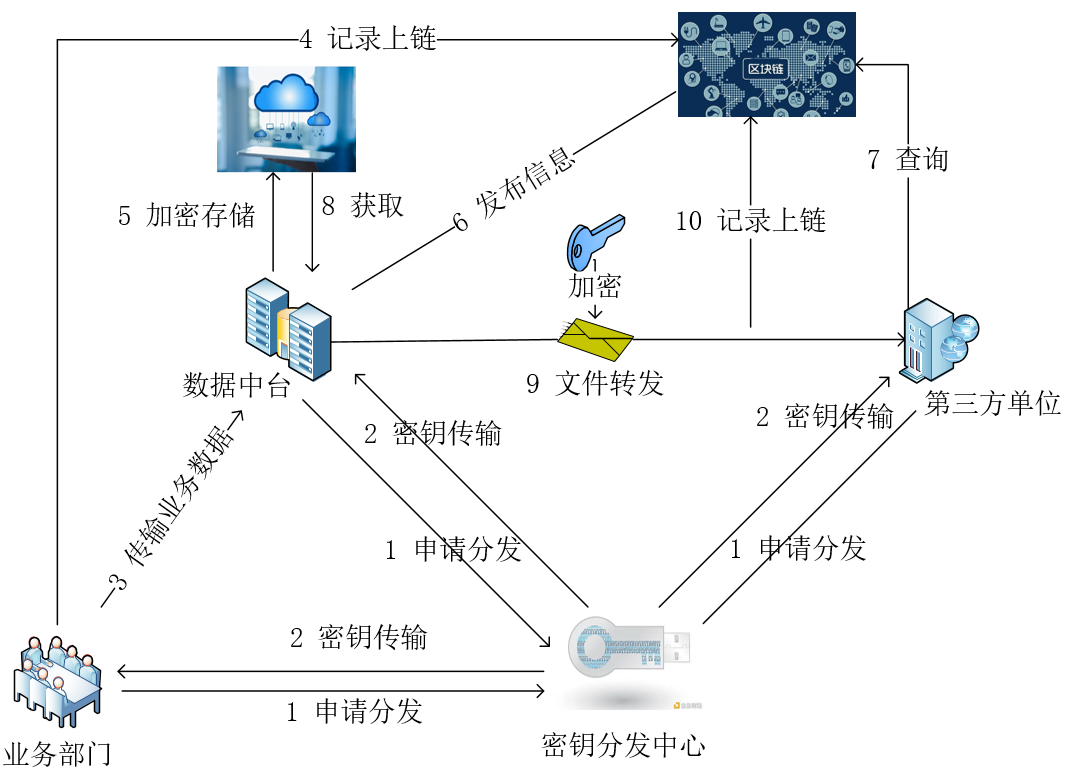 4 记录上链
区块链
7 查询
5 加密存储
8 获取
6 发布信息
10 记录上链
加密
数据中台
9 文件转发
第三方单位
2 密钥传输
2 密钥传输
3 传输业务数据
1 申请分发
1 申请分发
2 密钥传输
1 申请分发
业务部门
密钥分发中心